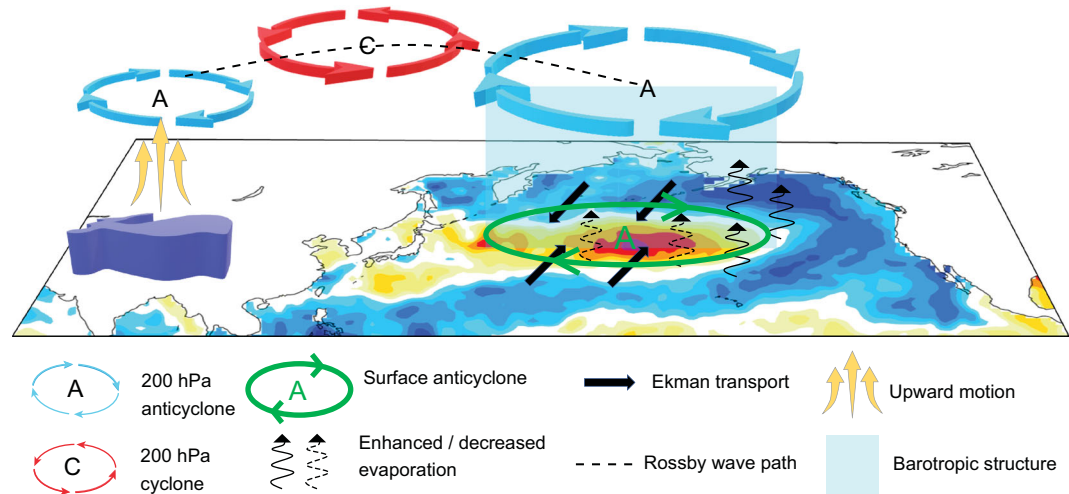 C
A
A
A
A
200 hPa
anticyclone
A
Surface anticyclone
Ekman transport
Upward motion
C
200 hPa
cyclone
Enhanced / decreased
evaporation
Rossby wave path
Barotropic structure